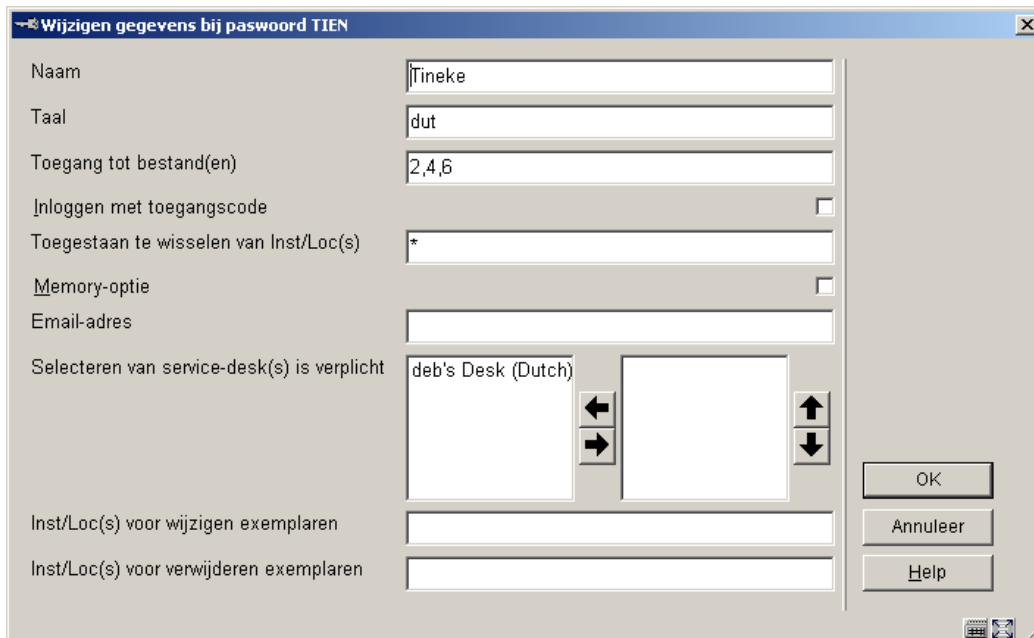 Wijzigen gegevens bij paswoord TIEN
Naam Tineke
Taal dut
Toegang tot bestand(en) 2,4,6
Inloggen met toegangscode
Toegestaan te wisselen van Inst/Loc(s) *
Memory-optie
Email-adres
Selecteren van service-desk(s) is verplicht deb's Desk (Dutch)
OK
Inst/Loc(s) voor wijzigen exemplaren Annuleer
Inst/Loc(s) voor verwijderen exemplaren Help